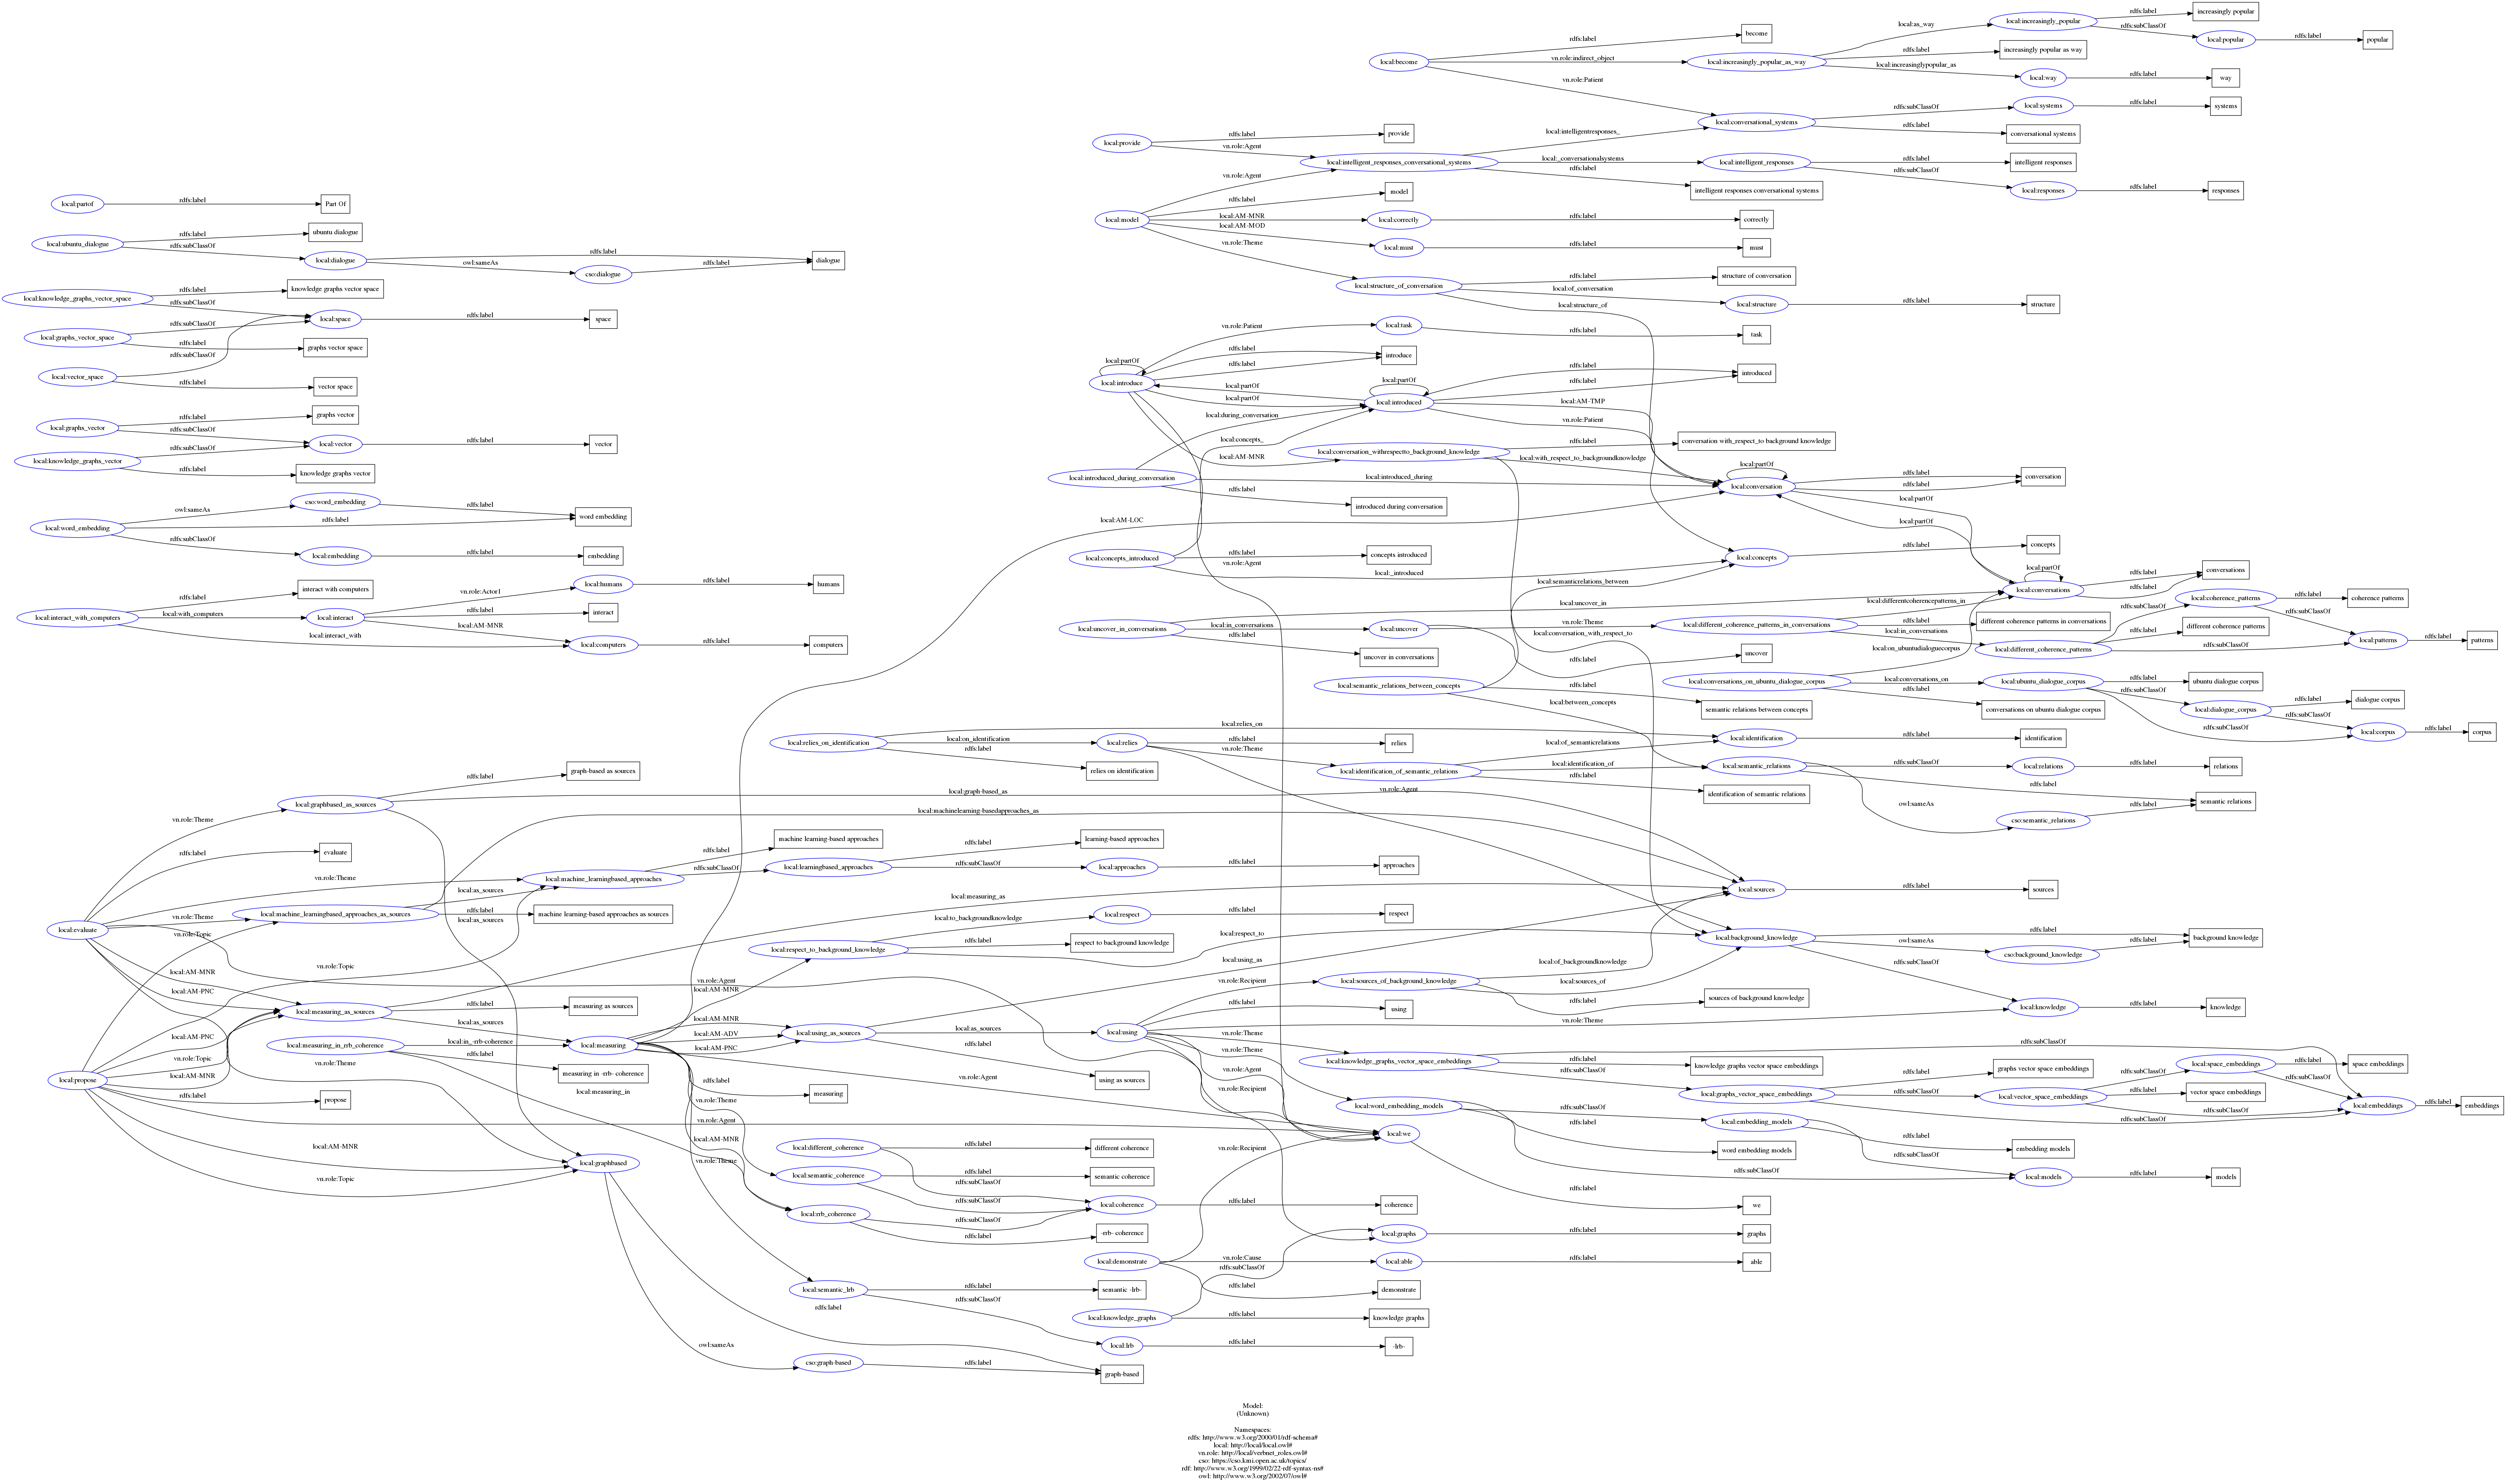 local:increasingly_popular
rdfs:label
increasingly popular
local:as_way
rdfs:subClassOf
local:popular
rdfs:label
popular
rdfs:label
become
local:become
vn.role:indirect_object
local:increasingly_popular_as_way
rdfs:label
increasingly popular as way
local:increasinglypopular_as
local:way
rdfs:label
way
vn.role:Patient
local:conversational_systems
rdfs:subClassOf
local:systems
rdfs:label
systems
rdfs:label
conversational systems
local:provide
rdfs:label
provide
vn.role:Agent
local:intelligentresponses_
local:intelligent_responses_conversational_systems
local:_conversationalsystems
local:intelligent_responses
rdfs:label
intelligent responses
rdfs:subClassOf
local:responses
rdfs:label
responses
rdfs:label
intelligent responses conversational systems
local:model
vn.role:Agent
rdfs:label
model
local:AM-MNR
local:correctly
rdfs:label
correctly
local:AM-MOD
local:must
rdfs:label
must
vn.role:Theme
local:structure_of_conversation
rdfs:label
structure of conversation
local:of_conversation
local:structure
rdfs:label
structure
local:structure_of
local:partof
rdfs:label
Part Of
local:ubuntu_dialogue
rdfs:label
ubuntu dialogue
rdfs:subClassOf
local:dialogue
rdfs:label
dialogue
owl:sameAs
cso:dialogue
rdfs:label
local:knowledge_graphs_vector_space
rdfs:label
knowledge graphs vector space
rdfs:subClassOf
local:space
rdfs:label
space
local:graphs_vector_space
rdfs:subClassOf
rdfs:label
graphs vector space
rdfs:subClassOf
local:vector_space
rdfs:label
vector space
local:graphs_vector
rdfs:label
graphs vector
rdfs:subClassOf
local:vector
rdfs:label
vector
local:knowledge_graphs_vector
rdfs:subClassOf
rdfs:label
knowledge graphs vector
local:word_embedding
owl:sameAs
cso:word_embedding
rdfs:label
word embedding
rdfs:label
rdfs:subClassOf
local:embedding
rdfs:label
embedding
local:interact_with_computers
rdfs:label
interact with computers
local:with_computers
local:interact
vn.role:Actor1
local:humans
rdfs:label
humans
rdfs:label
interact
local:AM-MNR
local:interact_with
local:computers
rdfs:label
computers
vn.role:Patient
local:task
rdfs:label
task
local:partOf
local:introduce
rdfs:label
introduce
rdfs:label
local:partOf
local:partOf
local:partOf
local:introduced
rdfs:label
introduced
rdfs:label
local:AM-TMP
vn.role:Patient
local:during_conversation
local:concepts_
local:AM-MNR
local:conversation_withrespectto_background_knowledge
rdfs:label
conversation with_respect_to background knowledge
local:with_respect_to_backgroundknowledge
local:introduced_during_conversation
local:introduced_during
rdfs:label
introduced during conversation
local:partOf
local:conversation
rdfs:label
conversation
rdfs:label
local:partOf
local:partOf
local:AM-LOC
local:concepts_introduced
rdfs:label
concepts introduced
vn.role:Agent
local:_introduced
local:concepts
rdfs:label
concepts
local:semanticrelations_between
local:partOf
local:conversations
rdfs:label
conversations
rdfs:label
local:uncover_in
local:uncover_in_conversations
local:in_conversations
local:uncover
rdfs:label
uncover in conversations
vn.role:Theme
local:different_coherence_patterns_in_conversations
local:differentcoherencepatterns_in
rdfs:label
different coherence patterns in conversations
local:in_conversations
local:different_coherence_patterns
rdfs:subClassOf
local:coherence_patterns
rdfs:label
coherence patterns
rdfs:label
different coherence patterns
rdfs:subClassOf
rdfs:subClassOf
local:patterns
rdfs:label
patterns
local:conversation_with_respect_to
rdfs:label
uncover
local:on_ubuntudialoguecorpus
local:semantic_relations_between_concepts
rdfs:label
semantic relations between concepts
local:between_concepts
local:conversations_on_ubuntu_dialogue_corpus
local:conversations_on
local:ubuntu_dialogue_corpus
rdfs:label
ubuntu dialogue corpus
rdfs:label
conversations on ubuntu dialogue corpus
rdfs:subClassOf
local:dialogue_corpus
rdfs:label
dialogue corpus
rdfs:subClassOf
rdfs:subClassOf
local:corpus
rdfs:label
corpus
local:relies_on
local:relies_on_identification
local:on_identification
local:relies
rdfs:label
relies
rdfs:label
relies on identification
vn.role:Theme
local:identification_of_semantic_relations
local:of_semanticrelations
local:identification
rdfs:label
identification
local:identification_of
local:semantic_relations
rdfs:subClassOf
local:relations
rdfs:label
relations
rdfs:label
identification of semantic relations
rdfs:label
semantic relations
owl:sameAs
cso:semantic_relations
rdfs:label
vn.role:Agent
rdfs:label
graph-based as sources
local:graphbased_as_sources
local:graph-based_as
vn.role:Theme
local:machinelearning-basedapproaches_as
rdfs:label
evaluate
rdfs:label
machine learning-based approaches
vn.role:Theme
local:machine_learningbased_approaches
rdfs:subClassOf
local:learningbased_approaches
rdfs:label
learning-based approaches
rdfs:subClassOf
local:approaches
rdfs:label
approaches
local:as_sources
local:evaluate
vn.role:Theme
local:machine_learningbased_approaches_as_sources
rdfs:label
machine learning-based approaches as sources
local:as_sources
local:measuring_as
local:sources
rdfs:label
sources
vn.role:Topic
local:to_backgroundknowledge
local:respect
rdfs:label
respect
local:respect_to_background_knowledge
rdfs:label
respect to background knowledge
local:respect_to
local:background_knowledge
rdfs:label
background knowledge
owl:sameAs
cso:background_knowledge
rdfs:label
rdfs:subClassOf
local:knowledge
rdfs:label
knowledge
vn.role:Topic
local:AM-MNR
local:AM-PNC
vn.role:Agent
local:AM-MNR
local:using_as
local:of_backgroundknowledge
vn.role:Recipient
local:sources_of_background_knowledge
local:sources_of
rdfs:label
sources of background knowledge
local:measuring_as_sources
rdfs:label
measuring as sources
local:as_sources
local:AM-PNC
local:measuring_in_rrb_coherence
local:in_-rrb-coherence
local:measuring
local:AM-MNR
local:AM-ADV
local:AM-PNC
local:using_as_sources
local:as_sources
local:using
rdfs:label
using
vn.role:Theme
rdfs:label
using as sources
vn.role:Topic
vn.role:Theme
rdfs:label
measuring in -rrb- coherence
local:propose
local:AM-MNR
rdfs:label
propose
local:measuring_in
rdfs:label
measuring
vn.role:Theme
vn.role:Agent
vn.role:Theme
local:knowledge_graphs_vector_space_embeddings
rdfs:subClassOf
rdfs:label
knowledge graphs vector space embeddings
vn.role:Theme
vn.role:Agent
vn.role:Recipient
rdfs:subClassOf
local:graphs_vector_space_embeddings
rdfs:label
graphs vector space embeddings
rdfs:subClassOf
local:vector_space_embeddings
rdfs:subClassOf
local:space_embeddings
rdfs:label
space embeddings
rdfs:label
vector space embeddings
rdfs:subClassOf
rdfs:subClassOf
rdfs:subClassOf
local:embeddings
rdfs:label
embeddings
local:word_embedding_models
rdfs:subClassOf
local:embedding_models
rdfs:label
embedding models
rdfs:label
word embedding models
rdfs:subClassOf
rdfs:subClassOf
local:models
rdfs:label
models
vn.role:Agent
local:we
rdfs:label
we
local:AM-MNR
local:AM-MNR
vn.role:Theme
vn.role:Topic
local:graphbased
local:different_coherence
rdfs:label
different coherence
local:semantic_coherence
rdfs:label
semantic coherence
rdfs:subClassOf
rdfs:subClassOf
local:coherence
rdfs:label
coherence
local:rrb_coherence
rdfs:subClassOf
rdfs:label
-rrb- coherence
vn.role:Recipient
local:demonstrate
vn.role:Cause
local:able
rdfs:label
able
rdfs:subClassOf
local:graphs
rdfs:label
graphs
rdfs:label
demonstrate
local:semantic_lrb
rdfs:label
semantic -lrb-
rdfs:subClassOf
local:knowledge_graphs
rdfs:label
knowledge graphs
rdfs:label
local:lrb
rdfs:label
-lrb-
owl:sameAs
cso:graph-based
rdfs:label
graph-based
Model:
(Unknown)
Namespaces:
rdfs: http://www.w3.org/2000/01/rdf-schema#
local: http://local/local.owl#
vn.role: http://local/verbnet_roles.owl#
cso: https://cso.kmi.open.ac.uk/topics/
rdf: http://www.w3.org/1999/02/22-rdf-syntax-ns#
owl: http://www.w3.org/2002/07/owl#